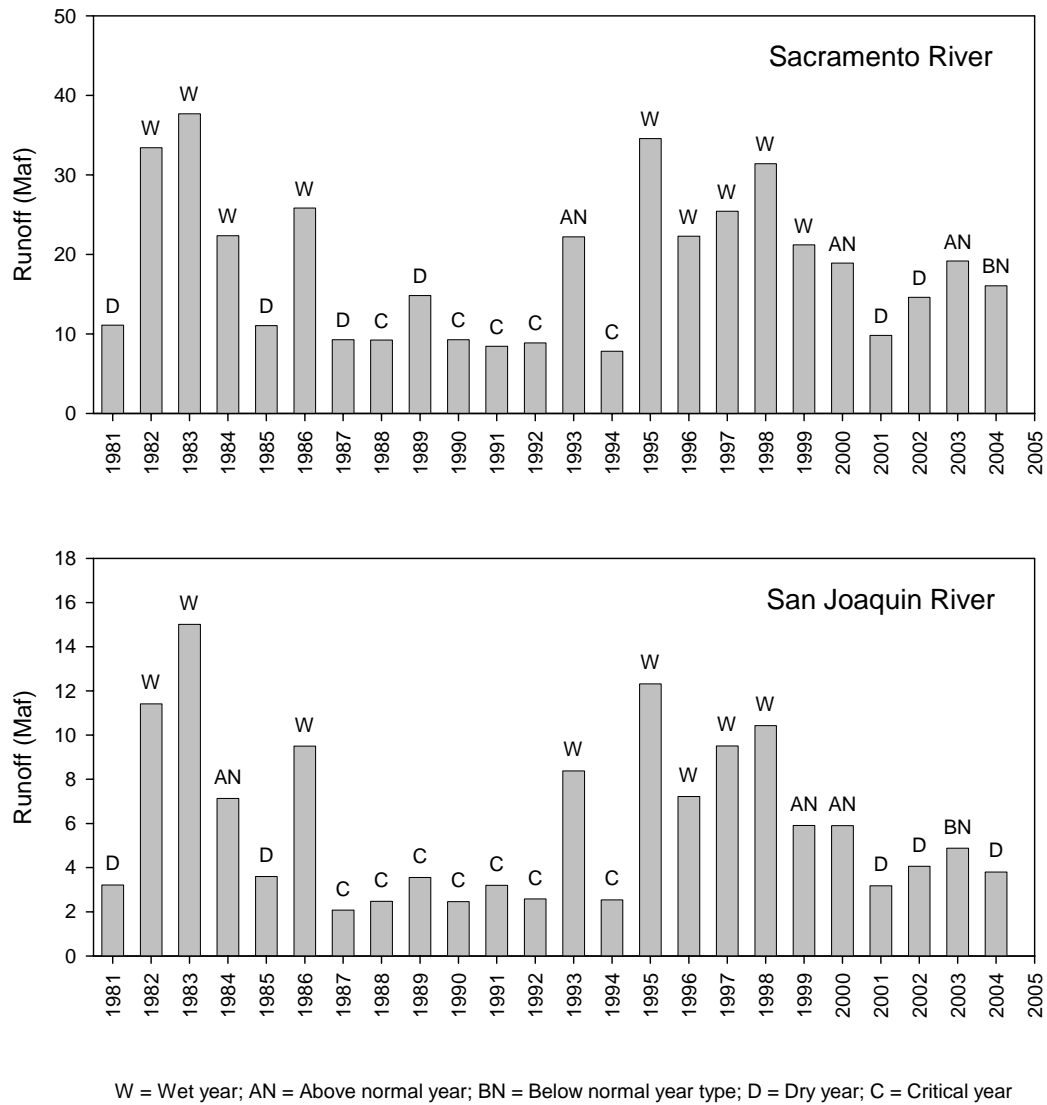 Sacramento River
Runoff (Maf)
50
40
30
20
10
0
D
W
W
W
D
W
D
C
D
C
C
C
AN
C
W
W
W
W
W
AN
D
D
AN
BN
1981
1982
1983
1984
1985
1986
1987
1988
1989
1990
1991
1992
1993
1994
1995
1996
1997
1998
1999
2000
2001
2002
2003
2004
2005
San Joaquin River
Runoff (Maf)
18
16
14
12
10
8
6
4
2
0
D
W
W
AN
D
W
C
C
C
C
C
C
W
C
W
W
W
W
AN
AN
D
D
BN
D
1981
1982
1983
1984
1985
1986
1987
1988
1989
1990
1991
1992
1993
1994
1995
1996
1997
1998
1999
2000
2001
2002
2003
2004
2005
W = Wet year; AN = Above normal year; BN = Below normal year type; D = Dry year; C = Critical year